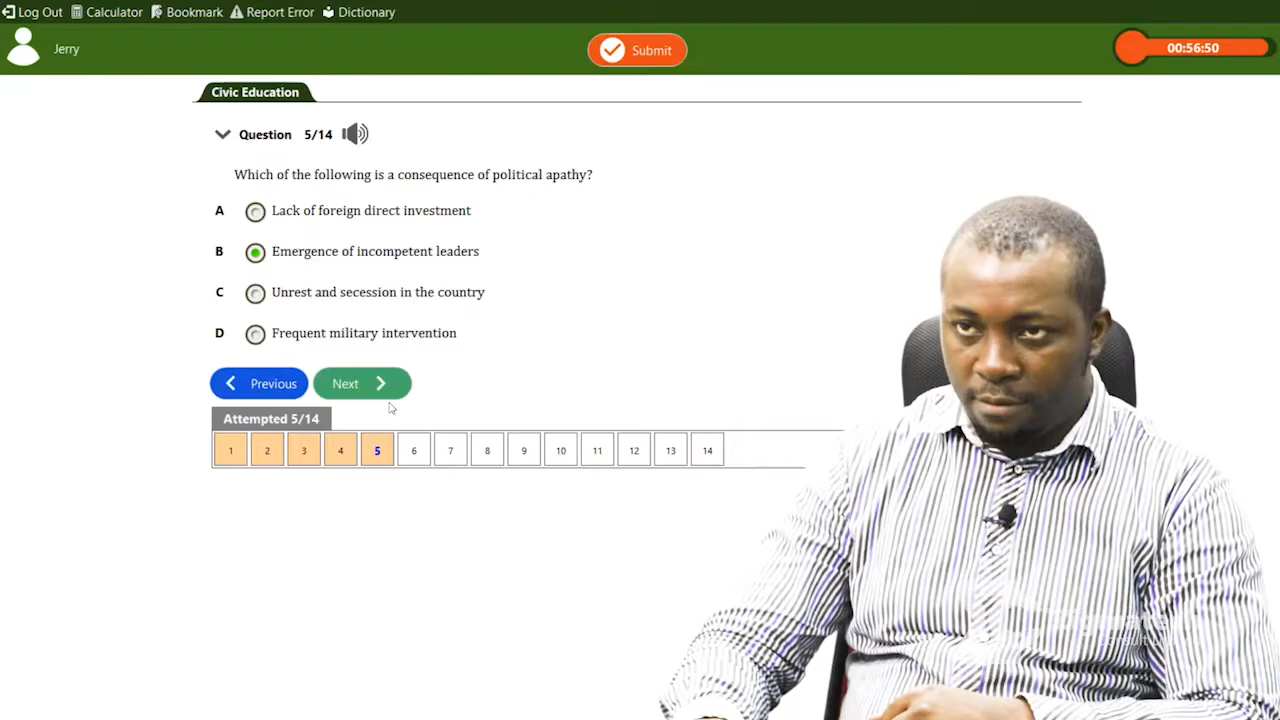 Log Out Calculator Bookmark Report Error Dictionary
Jerry
Submit
00:56:50
Civic Education
Question 5/14
Which of the following is a consequence of political apathy?
A Lack of foreign direct investment
B Emergence of incompetent leaders
C Unrest and secession in the country
D Frequent military intervention
Previous Next
Attempted 5/14
1 2 3 4 5 6 7 8 9 10 11 12 13 14